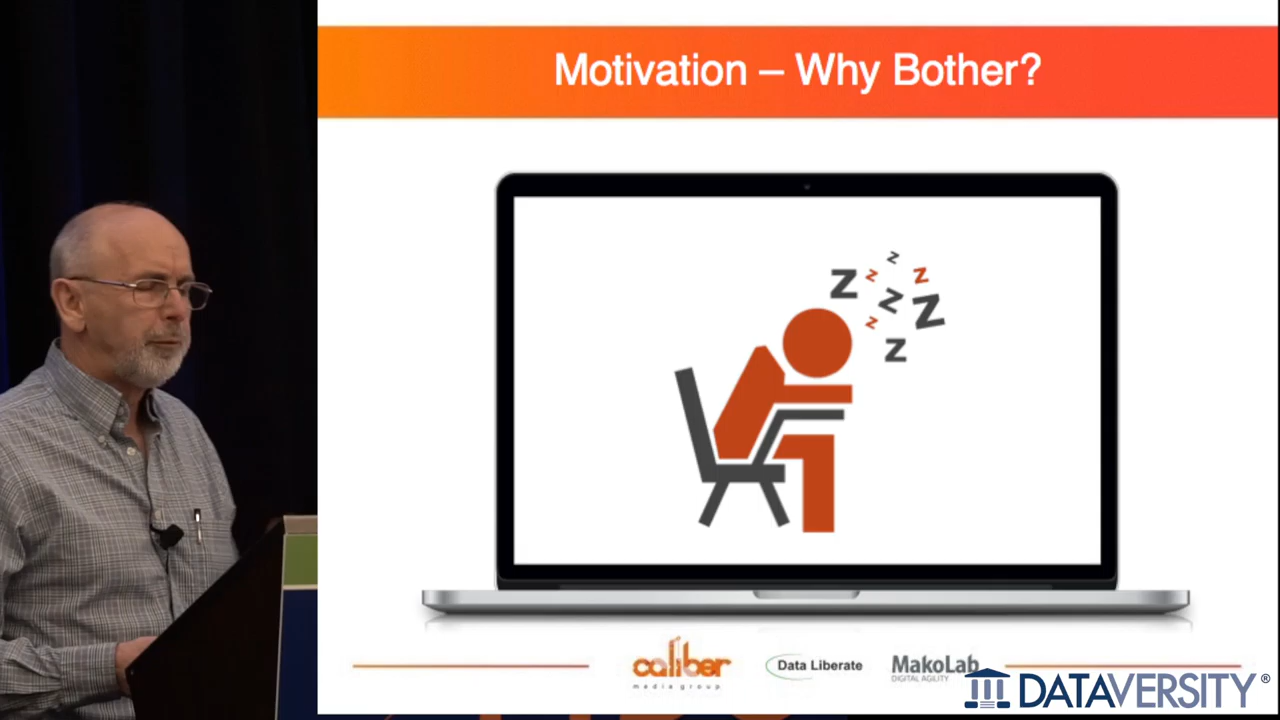 Motivation – Why Bother?
z
z
z
Z
z
Z
z
Z
caliber
media group
Data Liberate
MakoLab
DIGITAL AGILITY
DATAVERSITY®